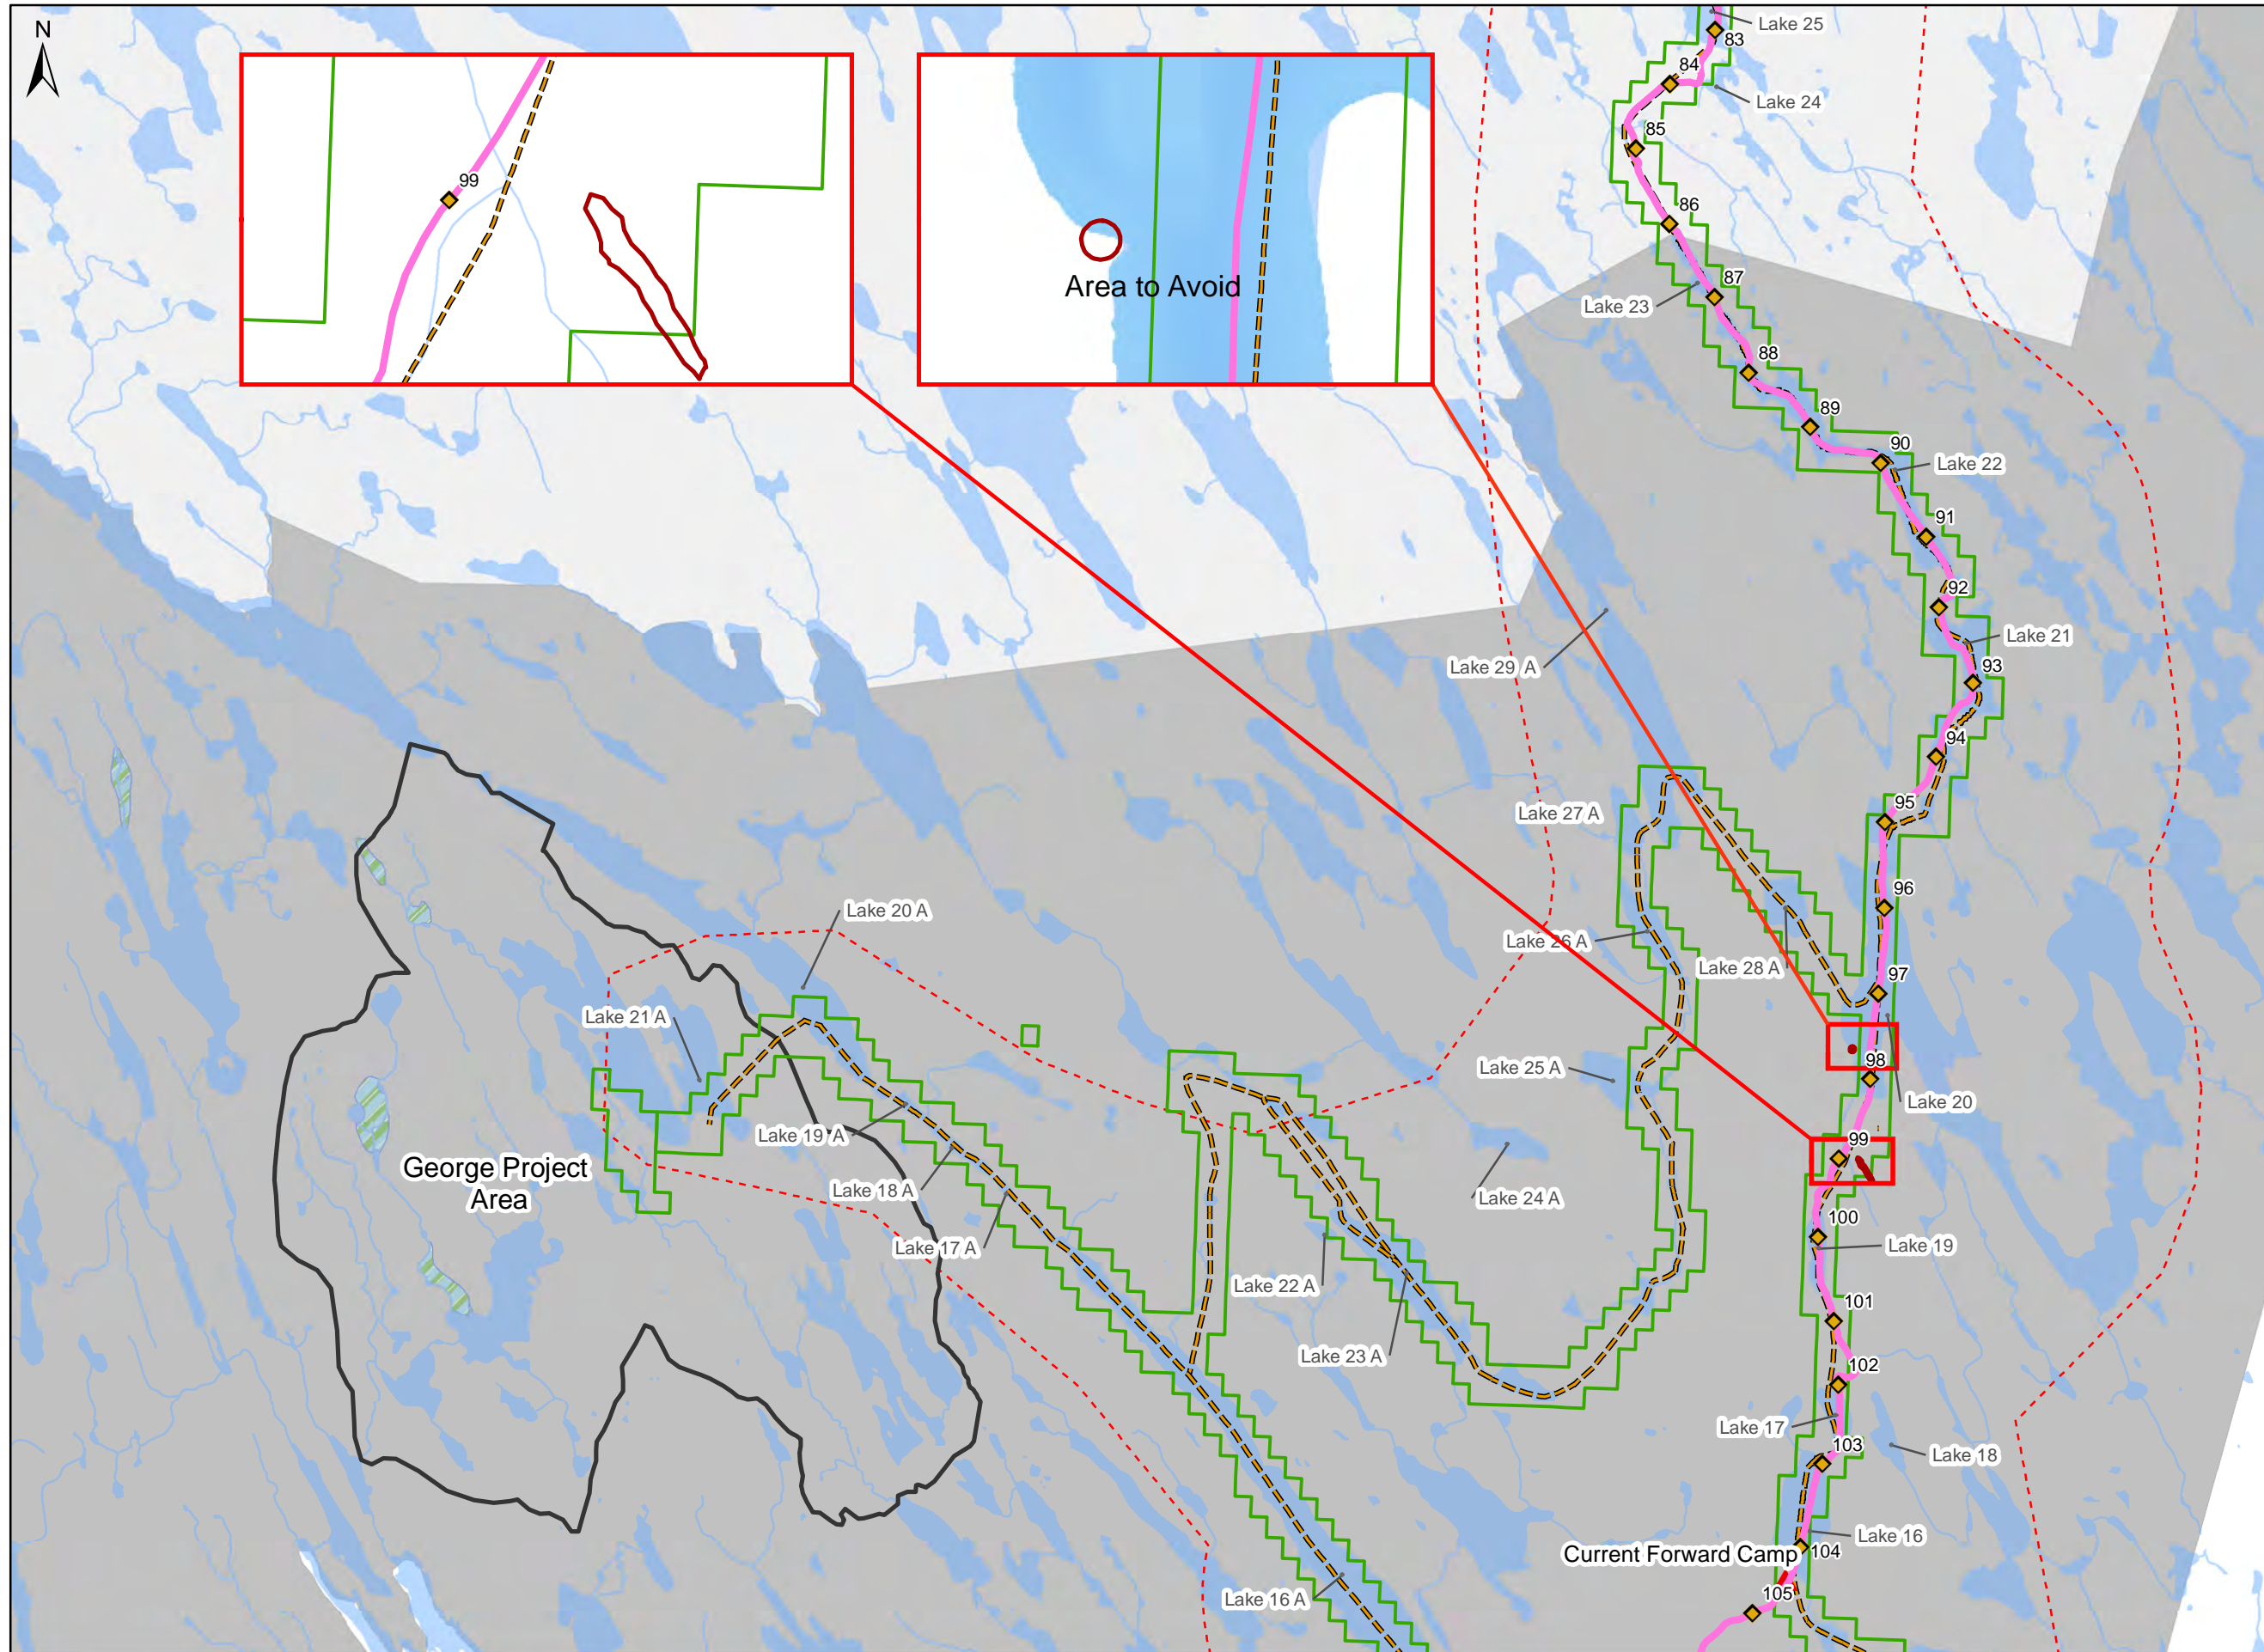 N
Lake 25
83
84
Lake 24
85
99
86
Area to Avoid
87
Lake 23
88
89
90
Lake 22
91
92
Lake 21
Lake 29 A
93
94
95
Lake 27 A
96
Lake 20 A
Lake 26 A
Lake 28 A
97
Lake 21 A
98
Lake 25 A
Lake 20
Lake 19 A
99
George Project
Area
Lake 18 A
Lake 24 A
100
Lake 17 A
Lake 19
Lake 22 A
101
Lake 23 A
102
Lake 17
103
Lake 18
Lake 16
Current Forward Camp
104
105
Lake 16 A